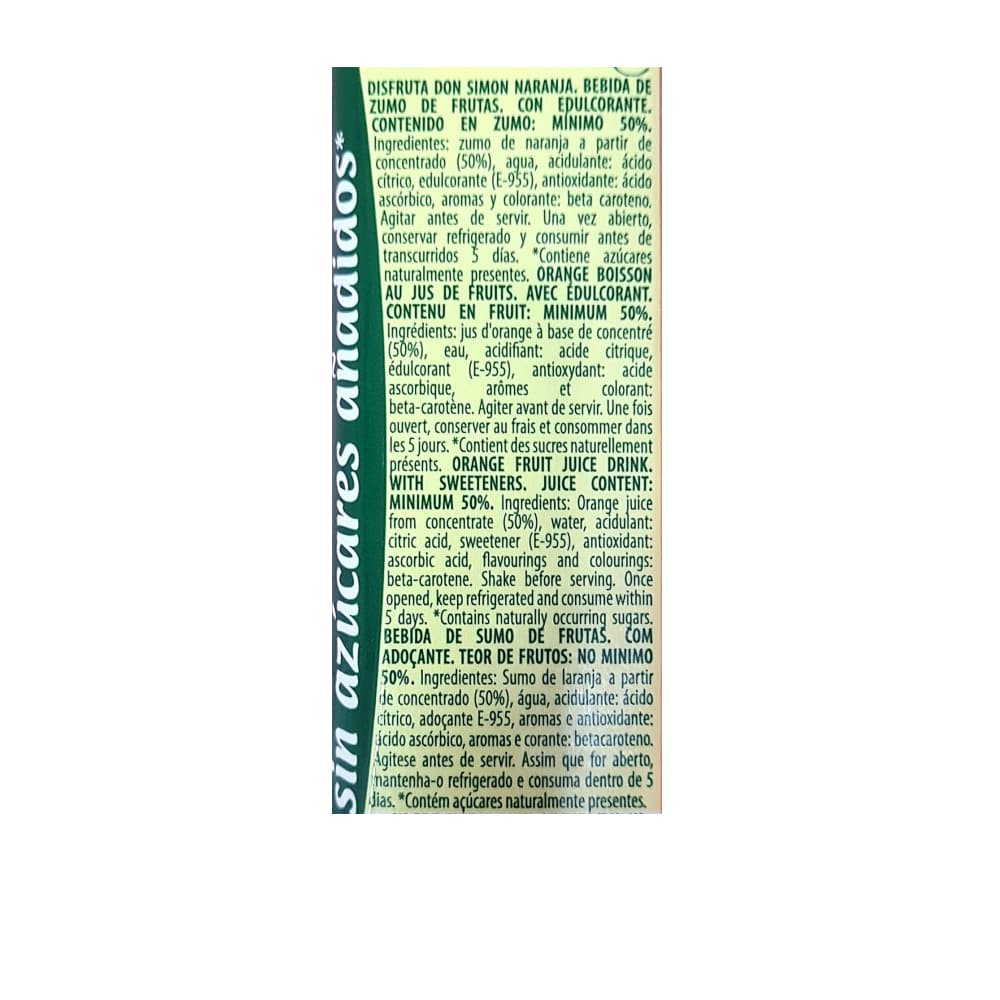 sin azúcares añadidos*
DISFRUTA DON SIMON NARANJA. BEBIDA DE
ZUMO DE FRUTAS. CON EDULCORANTE.
CONTENIDO EN ZUMO: MÍNIMO 50%.
Ingredientes: zumo de naranja a partir de
concentrado (50%), agua, acidulante: ácido
cítrico, edulcorante (E-955), antioxidante: ácido
ascórbico, aromas y colorante: beta caroteno.
Agitar antes de servir. Una vez abierto,
conservar refrigerado y consumir antes de
transcurridos 5 días. *Contiene azúcares
naturalmente presentes. ORANGE BOISSON
AU JUS DE FRUITS. AVEC ÉDULCORANT.
CONTENU EN FRUIT: MINIMUM 50%.
Ingrédients: jus d'orange à base de concentré
(50%), eau, acidifiant: acide citrique,
édulcorant (E-955), antioxydant: acide
ascorbique, arômes et colorant:
beta-carotène. Agiter avant de servir. Une fois
ouvert, conserver au frais et consommer dans
les 5 jours. *Contient des sucres naturellement
présents. ORANGE FRUIT JUICE DRINK.
WITH SWEETENERS. JUICE CONTENT:
MINIMUM 50%. Ingredients: Orange juice
from concentrate (50%), water, acidulant:
citric acid, sweetener (E-955), antioxidant:
ascorbic acid, flavourings and colourings:
beta-carotene. Shake before serving. Once
opened, keep refrigerated and consume within
5 days. *Contains naturally occurring sugars.
BEBIDA DE SUMO DE FRUTAS. COM
ADOÇANTE. TEOR DE FRUTOS: NO MINIMO
50%. Ingredientes: Sumo de laranja a partir
de concentrado (50%), água, acidulante: ácido
cítrico, adoçante E-955, aromas e antioxidante:
ácido ascórbico, aromas e corante: betacaroteno.
Agitese antes de servir. Assim que for aberto,
mantenha-o refrigerado e consuma dentro de 5
dias. *Contém açúcares naturalmente presentes.